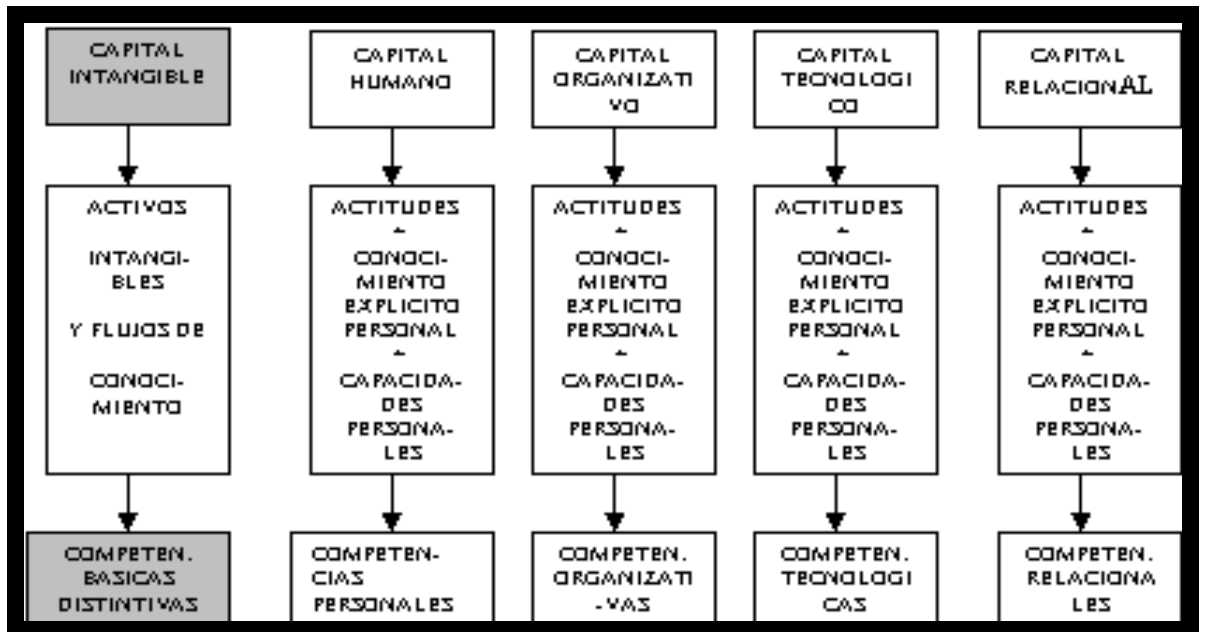 CAPITAL
INTANGIBLE
CAPITAL
HUMANO
CAPITAL
ORGANIZATI
VO
CAPITAL
TECNOLOGI
CO
CAPITAL
RELACIONAL
ACTIVOS
INTANGI-
BLES
Y FLUJOS DE
CONOCI-
MIENTO
ACTITUDES
+
CONOCI-
MIENTO
EXPLICITO
PERSONAL
+
CAPACIDA-
DES
PERSONA-
LES
ACTITUDES
+
CONOCI-
MIENTO
EXPLICITO
PERSONAL
+
CAPACIDA-
DES
PERSONA-
LES
ACTITUDES
+
CONOCI-
MIENTO
EXPLICITO
PERSONAL
+
CAPACIDA-
DES
PERSONA-
LES
ACTITUDES
+
CONOCI-
MIENTO
EXPLICITO
PERSONAL
+
CAPACIDA-
DES
PERSONA-
LES
COMPETEN.
BASICAS
DISTINTIVAS
COMPETEN-
CIAS
PERSONALES
COMPETEN.
ORGANIZATI
-VAS
COMPETEN.
TECNOLOGI
CAS
COMPETEN.
RELACIONA
LES